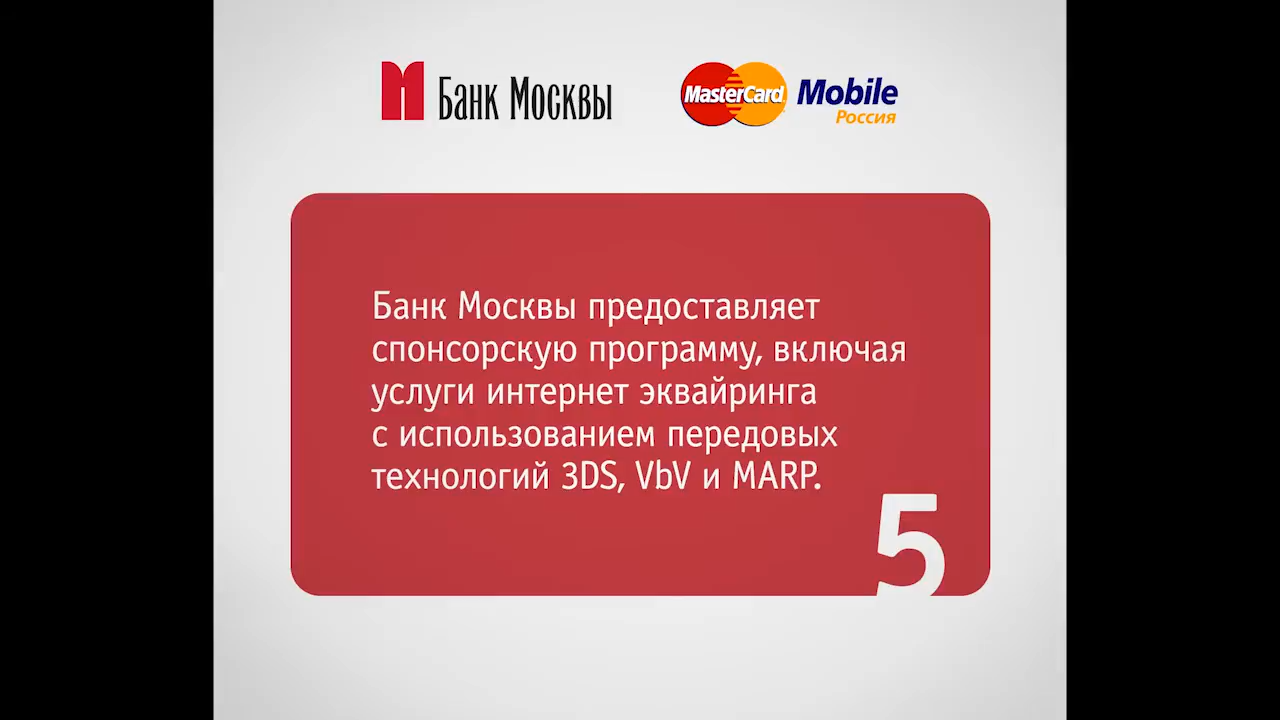 Банк Москвы
MasterCard Mobile
Россия
Банк Москвы предоставляет
спонсорскую программу, включая
услуги интернет эквайринга
с использованием передовых
технологий 3DS, VbV и MARP.
5